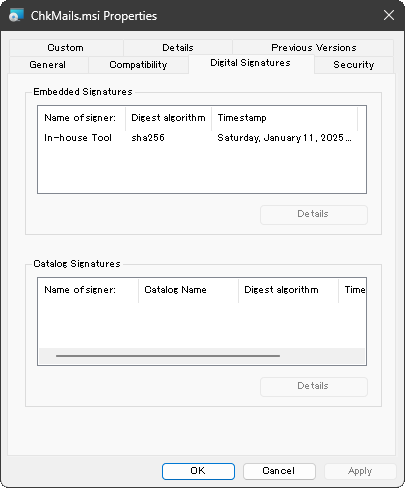 ChkMails.msi Properties
Custom Details Previous Versions
General Compatibility Digital Signatures Security
Embedded Signatures
Name of signer: Digest algorithm Timestamp
In-house Tool sha256 Saturday, January 11, 2025...
Details
Catalog Signatures
Name of signer: Catalog Name Digest algorithm Time
Details
OK Cancel Apply